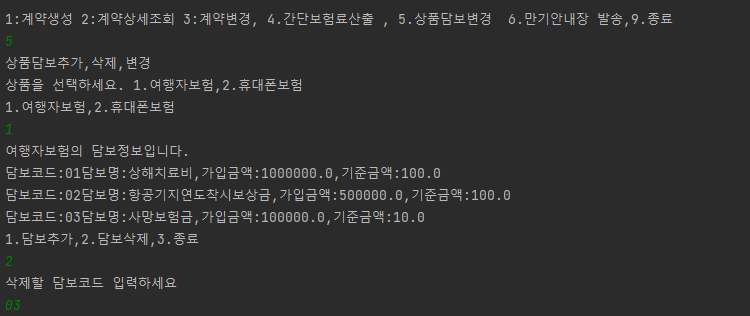 1:계약생성 2:계약상세조회 3:계약변경, 4.간단보험료산출 , 5.상품담보변경  6.만기안내장 발송,9.종료
5
상품담보추가,삭제,변경
상품을 선택하세요. 1.여행자보험,2.휴대폰보험
1.여행자보험,2.휴대폰보험
1
여행자보험의 담보정보입니다.
담보코드:01담보명:상해치료비,가입금액:1000000.0,기준금액:100.0
담보코드:02담보명:항공기지연도착시보상금,가입금액:500000.0,기준금액:100.0
담보코드:03담보명:사망보험금,가입금액:100000.0,기준금액:10.0
1.담보추가,2.담보삭제,3.종료
2
삭제할 담보코드 입력하세요
03